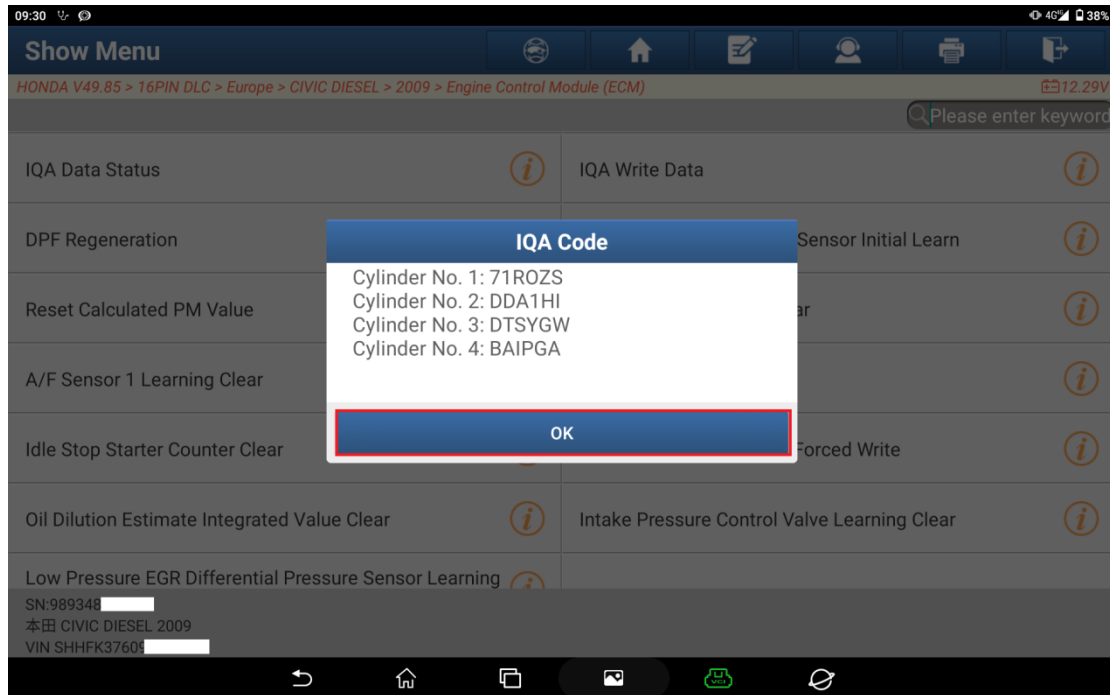 09:30
4G 38%
Show Menu
HONDA V49.85 > 16PIN DLC > Europe > CIVIC DIESEL > 2009 > Engine Control Module (ECM)
12.29V
Please enter keyword
IQA Data Status
IQA Write Data
DPF Regeneration
Sensor Initial Learn
Reset Calculated PM Value
ar
A/F Sensor 1 Learning Clear
Idle Stop Starter Counter Clear
Forced Write
Oil Dilution Estimate Integrated Value Clear
Intake Pressure Control Valve Learning Clear
Low Pressure EGR Differential Pressure Sensor Learning
IQA Code
Cylinder No. 1: 71ROZS
Cylinder No. 2: DDA1HI
Cylinder No. 3: DTSYGW
Cylinder No. 4: BAIPGA
OK
SN:989348
本田 CIVIC DIESEL 2009
VIN SHHFK37609
VCI